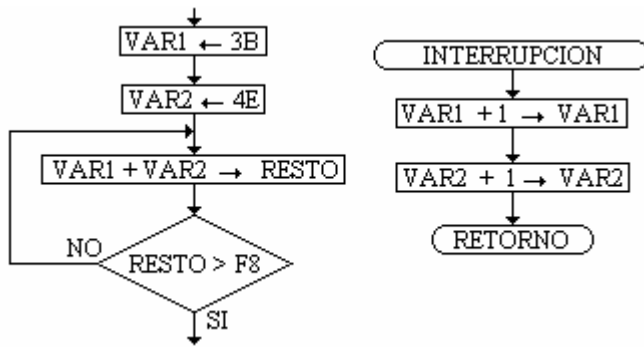 VAR1 ← 3B
VAR2 ← 4E
VAR1 + VAR2 → RESTO
NO
RESTO > F8
SI
INTERRUPCION
VAR1 + 1 → VAR1
VAR2 + 1 → VAR2
RETORNO